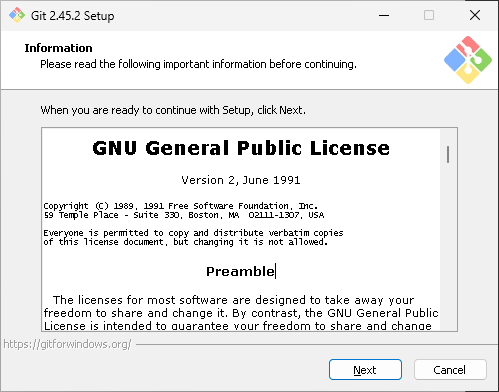 Git 2.45.2 Setup
Information
Please read the following important information before continuing.
When you are ready to continue with Setup, click Next.
GNU General Public License
Version 2, June 1991
Copyright (C) 1989, 1991 Free Software Foundation, Inc.
59 Temple Place - Suite 330, Boston, MA  02111-1307, USA
Everyone is permitted to copy and distribute verbatim copies
of this license document, but changing it is not allowed.
Preamble
The licenses for most software are designed to take away your
freedom to share and change it. By contrast, the GNU General Public
License is intended to guarantee your freedom to share and change
https://gitforwindows.org/
Next
Cancel